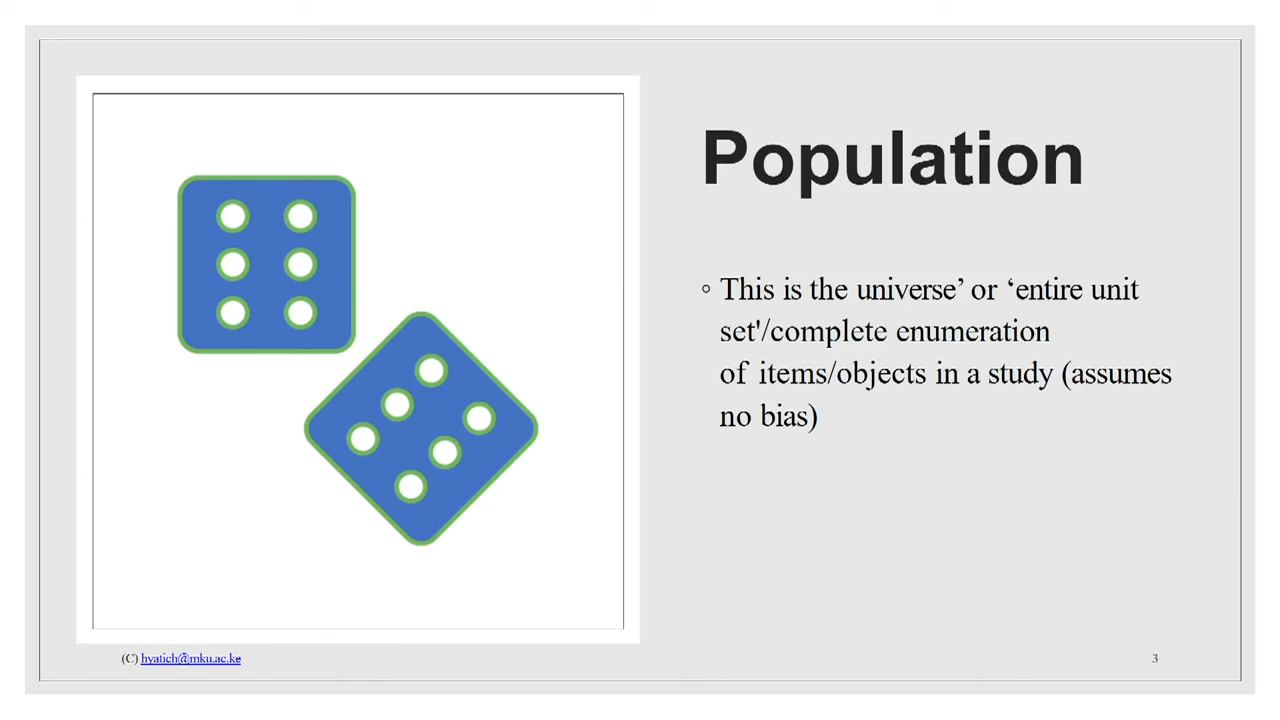 Population
◦ This is the universe’ or ‘entire unit
set'/complete enumeration
of items/objects in a study (assumes
no bias)
(C) hyatich@mku.ac.ke
3